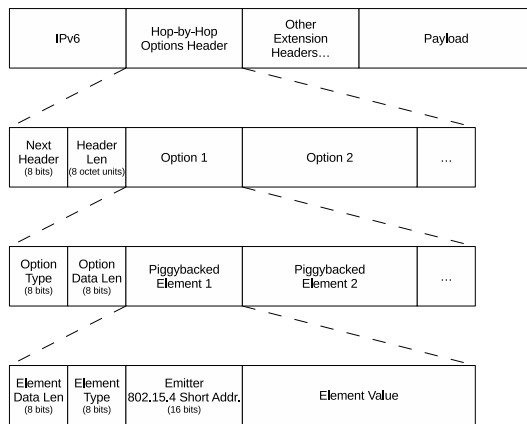 IPv6
Hop-by-Hop
Options Header
Other
Extension
Headers...
Payload
Next
Header
(8 bits)
Header
Len
(8 octet units)
Option 1
Option 2
...
Option
Type
(8 bits)
Option
Data Len
(8 bits)
Piggybacked
Element 1
Piggybacked
Element 2
...
Element
Data Len
(8 bits)
Element
Type
(8 bits)
Emitter
802.15.4 Short Addr.
(16 bits)
Element Value